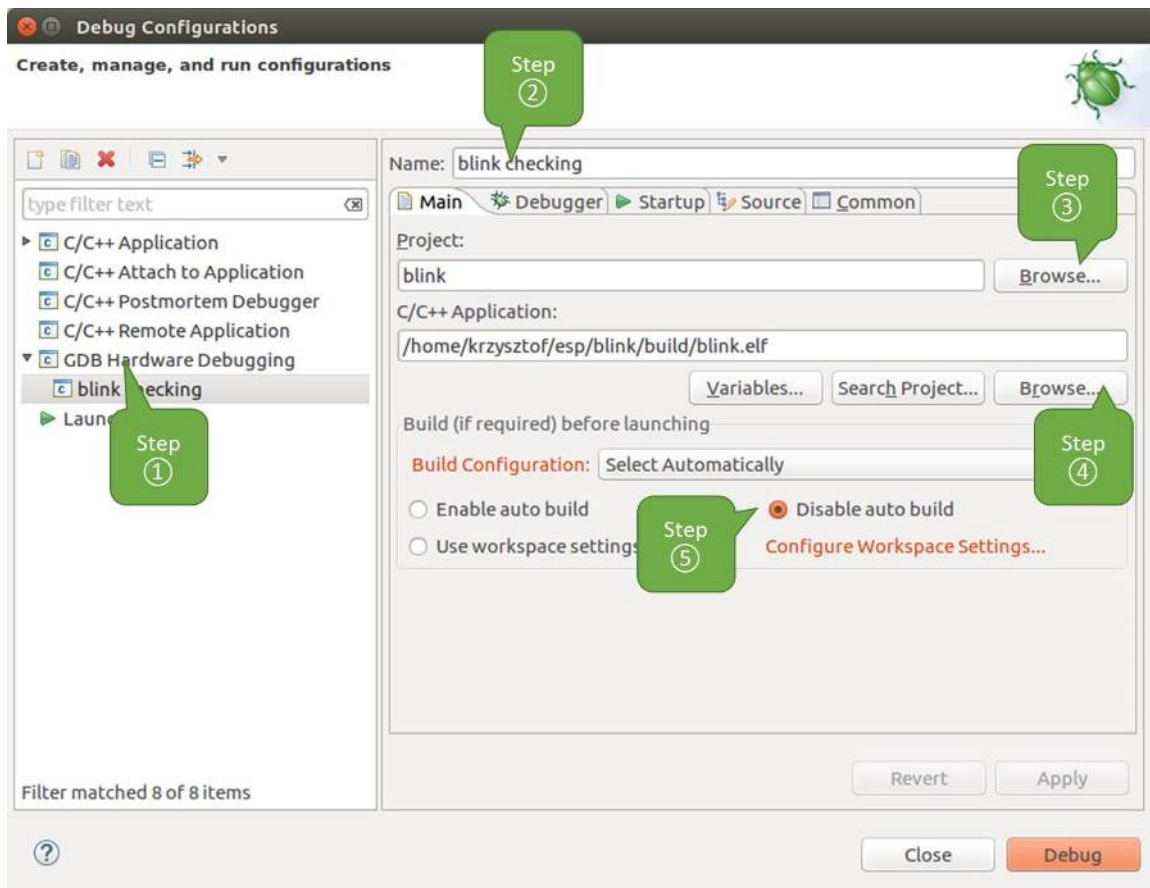 Debug Configurations
Create, manage, and run configurations
Step
②
type filter text
C/C++ Application
C/C++ Attach to Application
C/C++ Postmortem Debugger
C/C++ Remote Application
GDB Hardware Debugging
blink checking
Step
①
Filter matched 8 of 8 items
Name: blink checking
Main Debugger Startup Source Common
Step
③
Project:
blink Browse...
C/C++ Application:
/home/krzysztof/esp/blink/build/blink.elf
Variables... Search Project... Browse...
Step
④
Build (if required) before launching
Build Configuration: Select Automatically
Enable auto build Disable auto build
Step
⑤
Use workspace settings Configure Workspace Settings...
Revert Apply
Close Debug